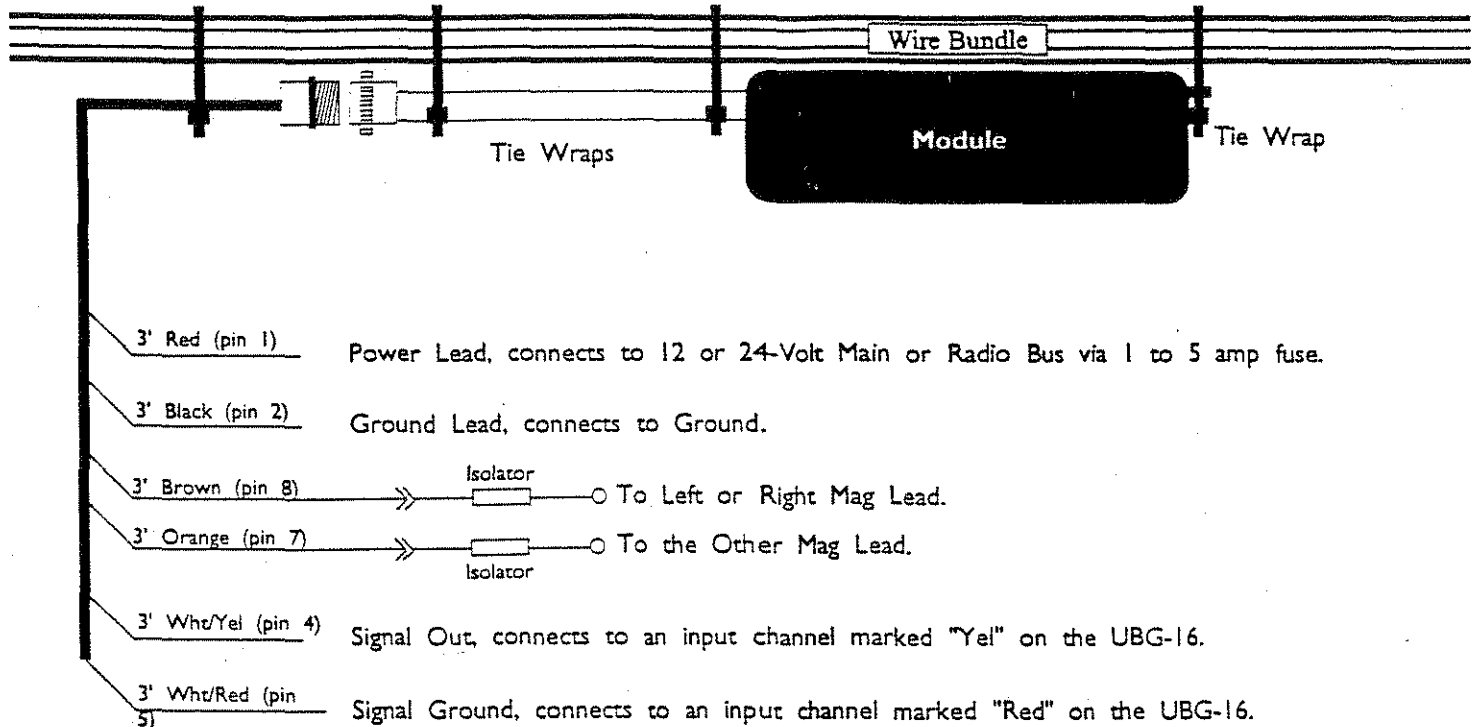 Wire Bundle
Tie Wraps
Module
Tie Wrap
3' Red (pin 1) Power Lead, connects to 12 or 24-Volt Main or Radio Bus via 1 to 5 amp fuse.
3' Black (pin 2) Ground Lead, connects to Ground.
Isolator
3' Brown (pin 8) To Left or Right Mag Lead.
3' Orange (pin 7) To the Other Mag Lead.
Isolator
3' Wht/Yel (pin 4) Signal Out, connects to an input channel marked "Yel" on the UBG-16.
3' Wht/Red (pin
5) Signal Ground, connects to an input channel marked "Red" on the UBG-16.